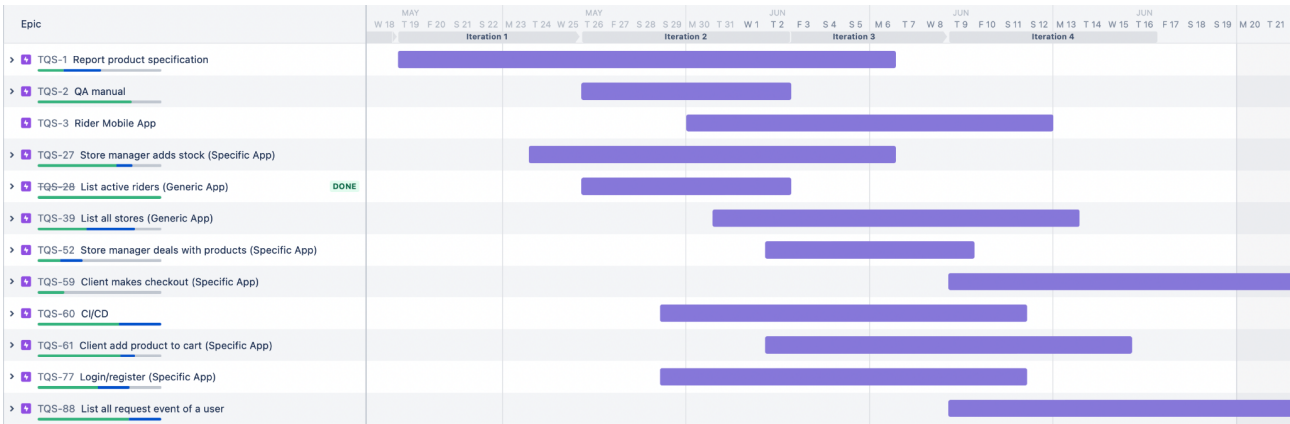 MAY MAY JUN JUN JUN
Epic W 18 T 19 F 20 S 21 S 22 M 23 T 24 W 25 T 26 F 27 S 28 S 29 M 30 T 31 W 1 T 2 F 3 S 4 S 5 M 6 T 7 W 8 T 9 F 10 S 11 S 12 M 13 T 14 W 15 T 16 F 17 S 18 S 19 M 20 T 21
Iteration 1 Iteration 2 Iteration 3 Iteration 4
TQS-1 Report product specification
TQS-2 QA manual
TQS-3 Rider Mobile App
TQS-27 Store manager adds stock (Specific App)
TQS-28 List active riders (Generic App) DONE
TQS-39 List all stores (Generic App)
TQS-52 Store manager deals with products (Specific App)
TQS-59 Client makes checkout (Specific App)
TQS-60 CI/CD
TQS-61 Client add product to cart (Specific App)
TQS-77 Login/register (Specific App)
TQS-88 List all request event of a user